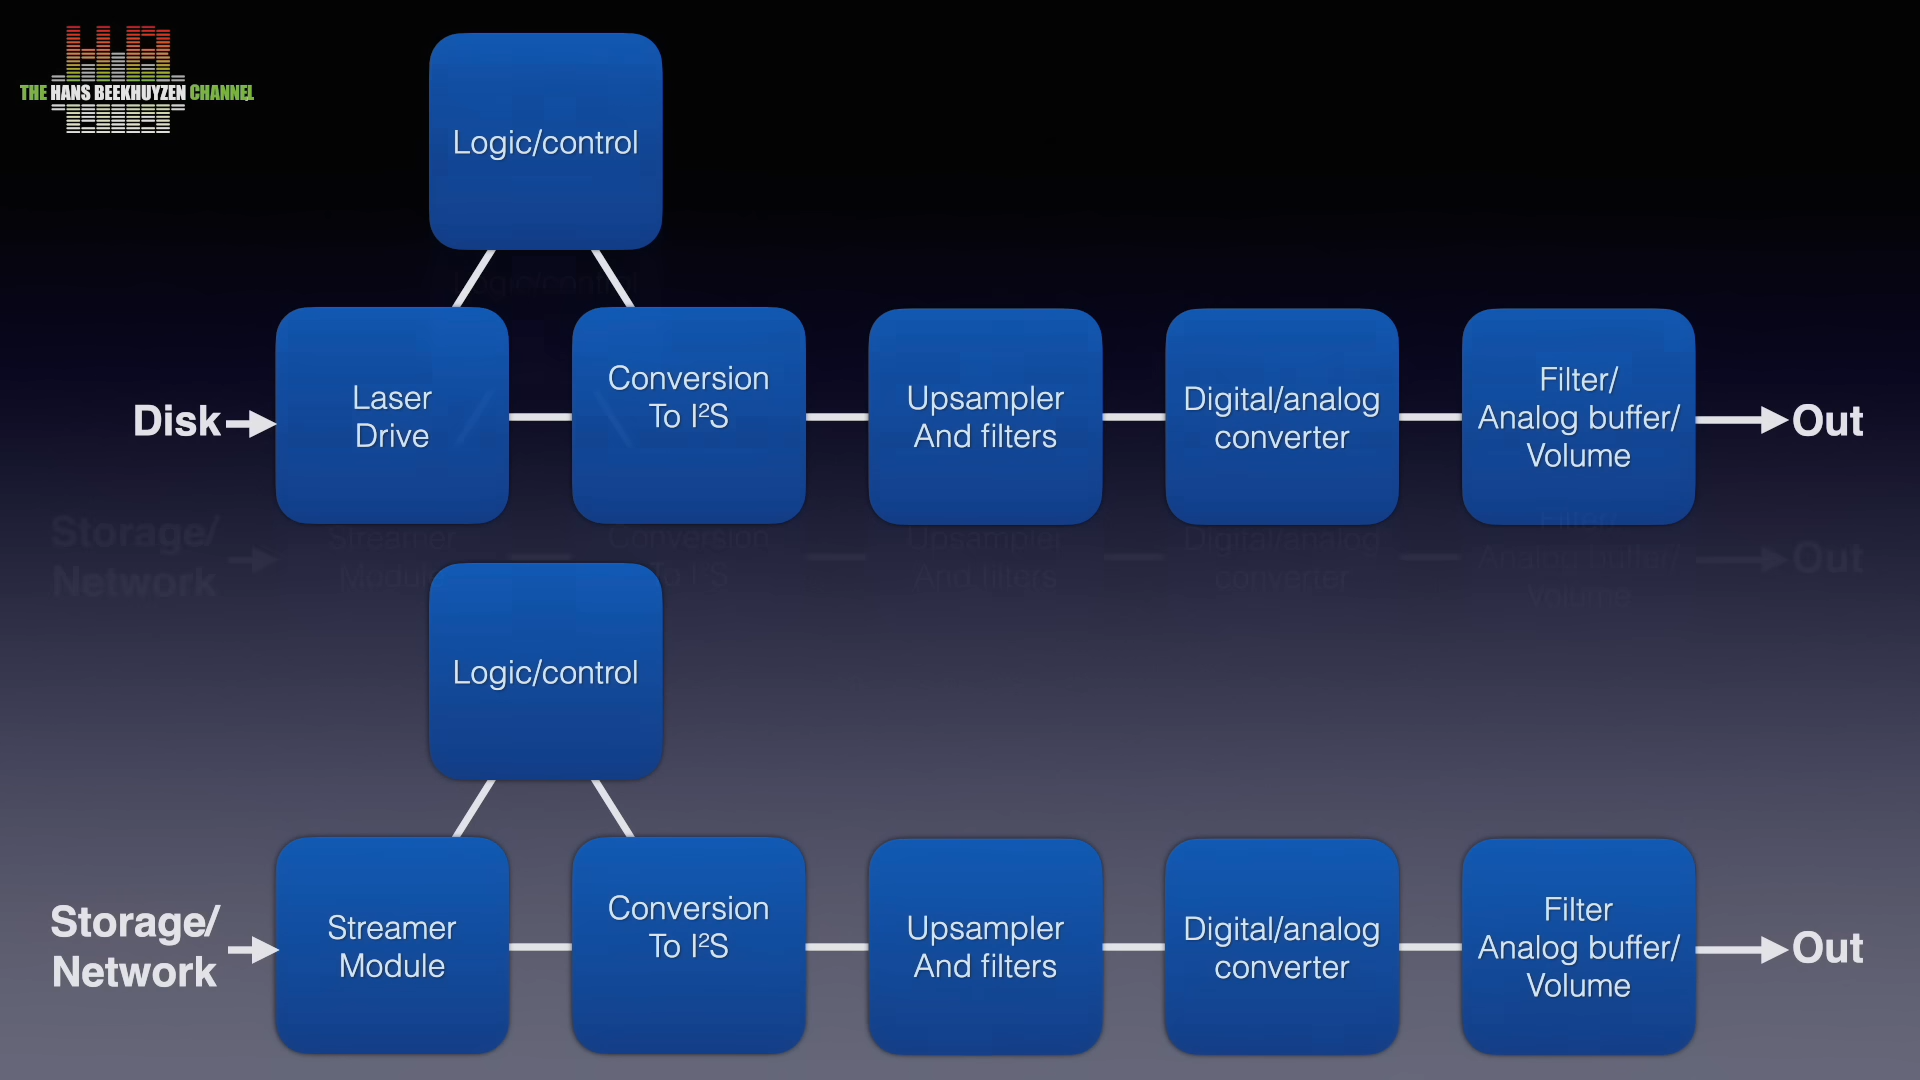 THE HANS BEEKHUYZEN CHANNEL
Logic/control
Disk
Laser
Drive
Conversion
To I²S
Upsampler
And filters
Digital/analog
converter
Filter/
Analog buffer/
Volume
Out
Logic/control
Storage/
Network
Streamer
Module
Conversion
To I²S
Upsampler
And filters
Digital/analog
converter
Filter
Analog buffer/
Volume
Out